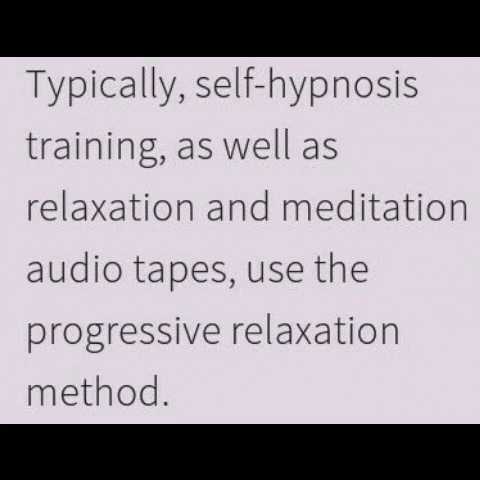 Typically, self-hypnosis
training, as well as
relaxation and meditation
audio tapes, use the
progressive relaxation
method.